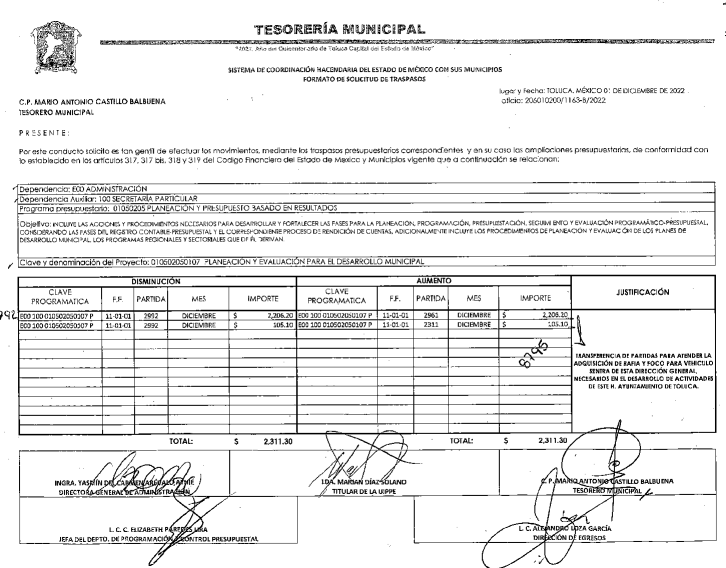 TESORERÍA MUNICIPAL
"2022. Año del Quincentenario de Toluca Capital del Estado de México"
SISTEMA DE COORDINACIÓN HACENDARIA DEL ESTADO DE MÉXICO CON SUS MUNICIPIOS
FORMATO DE SOLICITUD DE TRASPASOS
lugar y Fecha: TOLUCA, MÉXICO 01 DE DICIEMBRE DE 2022
oficio: 206010200/1163-B/2022
C.P. MARIO ANTONIO CASTILLO BALBUENA
TESORERO MUNICIPAL
P R E S E N T E :
Por este conducto solicito es tan gentil de efectuar los movimientos, mediante los traspasos presupuestarios correspondientes y en su caso las ampliaciones presupuestarias, de conformidad con
lo establecido en los artículos 317, 317 bis, 318 y 319 del Codigo Financiero del Estado de Mexico y Municipios vigente que a continuación se relacionan:
Dependencia: E00 ADMINISTRACIÓN
Dependencia Auxiliar: 100 SECRETARÍA PARTICULAR
Programa presupuestario: 01050205 PLANEACIÓN Y PRESUPUESTO BASADO EN RESULTADOS
Objetivo: INCLUYE LAS ACCIONES Y PROCEDIMIENTOS NECESARIOS PARA DESARROLLAR Y FORTALECER LAS FASES PARA LA PLANEACION, PROGRAMACIÓN, PRESUPUESTACIÓN, SEGUIMIENTO Y EVALUACIÓN PROGRAMÁTICO-PRESUPUESTAL,
CONSIDERANDO LAS FASES DEL REGISTRO CONTABLE-PRESUPUESTAL Y EL CORRESPONDIENTE PROCESO DE RENDICIÓN DE CUENTAS, ADICIONALMENTE INCLUYE LOS PROCEDIMIENTOS DE PLANEACIÓN Y EVALUACIÓN DE LOS PLANES DE
DESARROLLO MUNICIPAL, LOS PROGRAMAS REGIONALES Y SECTORIALES QUE DE ÉL DERIVAN
Clave y denominación del Proyecto: 010502050107 PLANEACIÓN Y EVALUACIÓN PARA EL DESARROLLO MUNICIPAL
DISMINUCIÓN AUMENTO JUSTIFICACIÓN
CLAVE PROGRAMATICA F.F. PARTIDA MES IMPORTE CLAVE PROGRAMATICA F.F. PARTIDA MES IMPORTE
E00 100 010502050107 P 11-01-01 2992 DICIEMBRE $ 2,206.20 E00 100 010502050107 P 11-01-01 2961 DICIEMBRE $ 2,206.20
E00 100 010502050107 P 11-01-01 2992 DICIEMBRE $ 105.10 E00 100 010502050107 P 11-01-01 2311 DICIEMBRE $ 105.10
8795
TRANSFERENCIA DE PARTIDAS PARA ATENDER LA
ADQUISICIÓN DE RAFIA Y FOCO PARA VEHICULO
SENTRA DE ESTA DIRECCIÓN GENERAL,
NECESARIOS EN EL DESARROLLO DE ACTIVIDADES
DE ESTE H. AYUNTAMIENTO DE TOLUCA.
TOTAL: $ 2,311.30 TOTAL: $ 2,311.30
INGRA. YASMIN DEL CARMEN
DIRECTORA GENERAL DE ADMINISTRACIÓN
LDA. MARIAN DÍAZ SOLANO
TITULAR DE LA UIPPE
C. P. MARIO ANTONIO CASTILLO BALBUENA
TESORERO MUNICIPAL
L. C. C. ELIZABETH PAREDES LIRA
JEFA DEL DEPTO. DE PROGRAMACIÓN Y CONTROL PRESUPUESTAL
L. C. ALEJANDRO LOZA GARCÍA
DIRECCIÓN DE EGRESOS